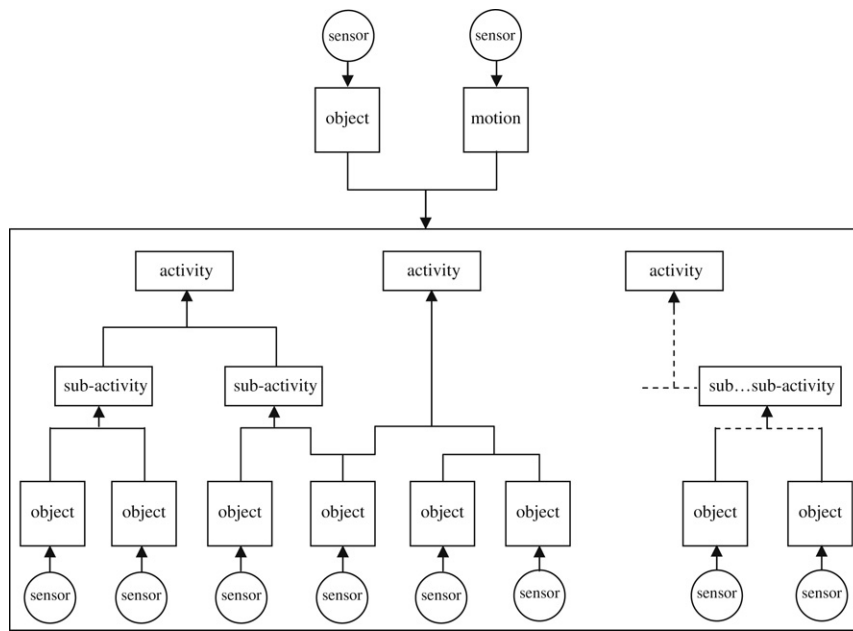 sensor sensor
object motion
activity activity activity
sub-activity sub-activity sub...sub-activity
object object object object object object object object
sensor sensor sensor sensor sensor sensor sensor sensor